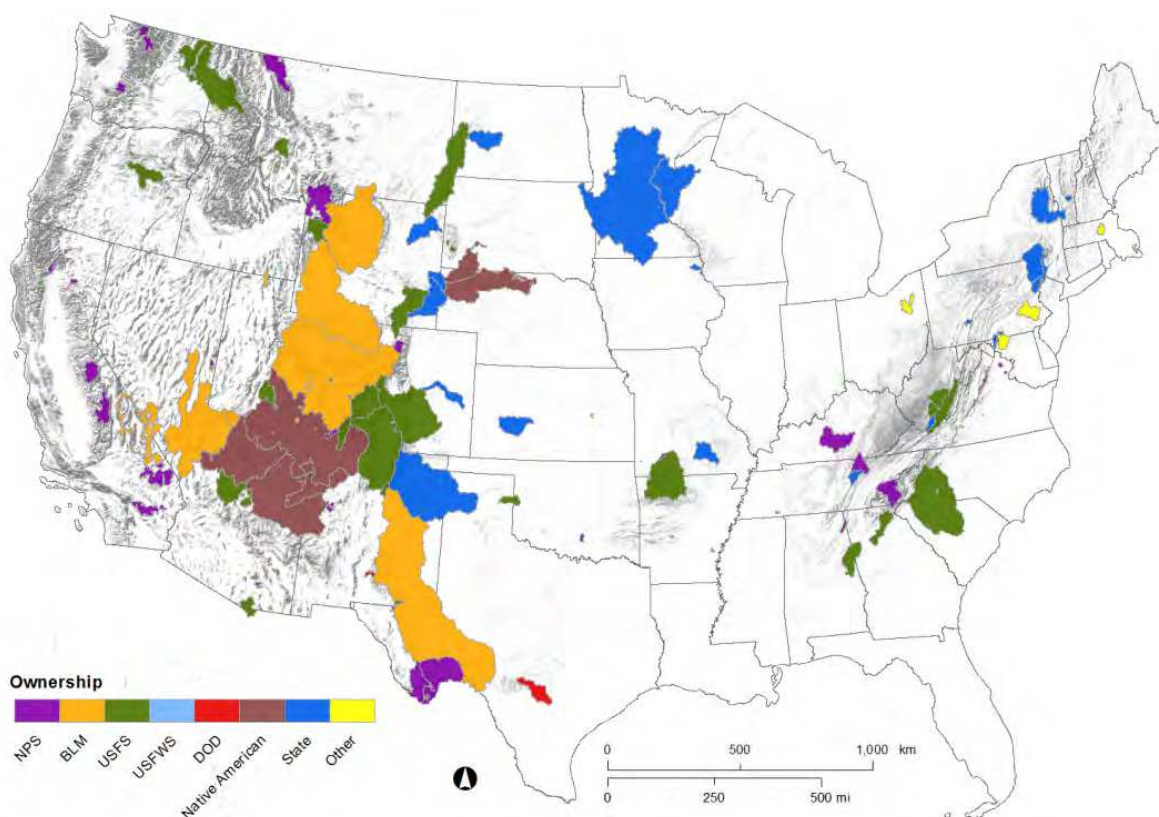 Ownership
NPS
BLM
USFS
USFWS
DOD
Native American
State
Other
0 500 1,000 km
0 250 500 mi